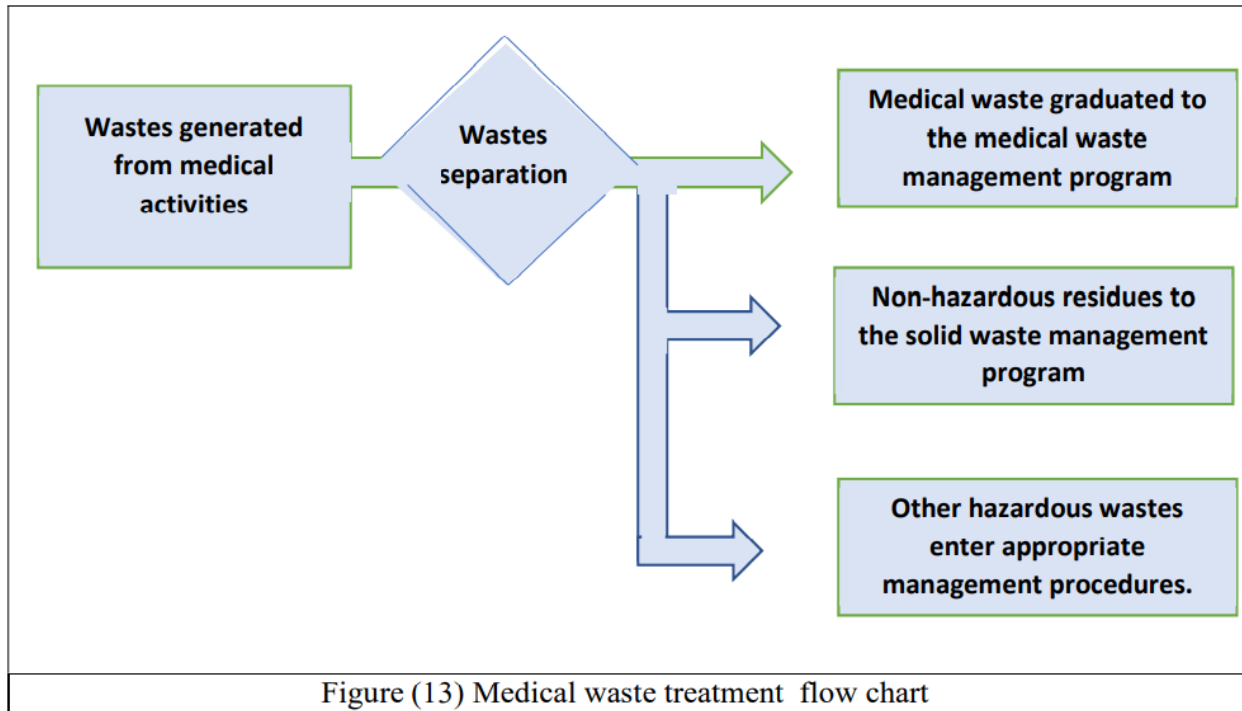 Wastes generated
from medical
activities
Wastes
separation
Medical waste graduated to
the medical waste
management program
Non-hazardous residues to
the solid waste management
program
Other hazardous wastes
enter appropriate
management procedures.
Figure (13) Medical waste treatment flow chart